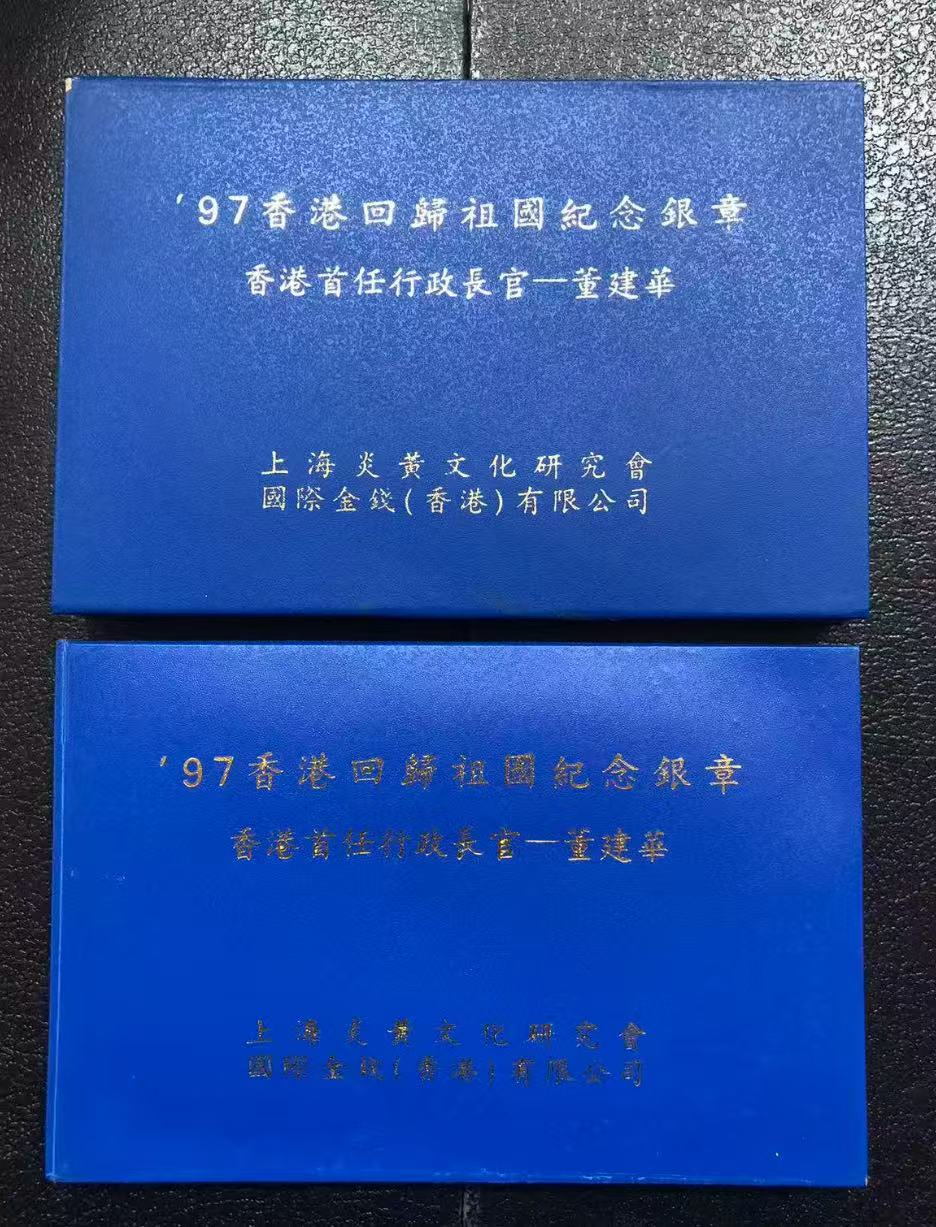 '97香港回歸祖國紀念銀章
香港首任行政長官—董建華
上海炎黃文化研究會
國際金錢(香港)有限公司
'97香港回歸祖國紀念銀章
香港首任行政長官—董建華
上海炎黃文化研究會
國際金錢(香港)有限公司